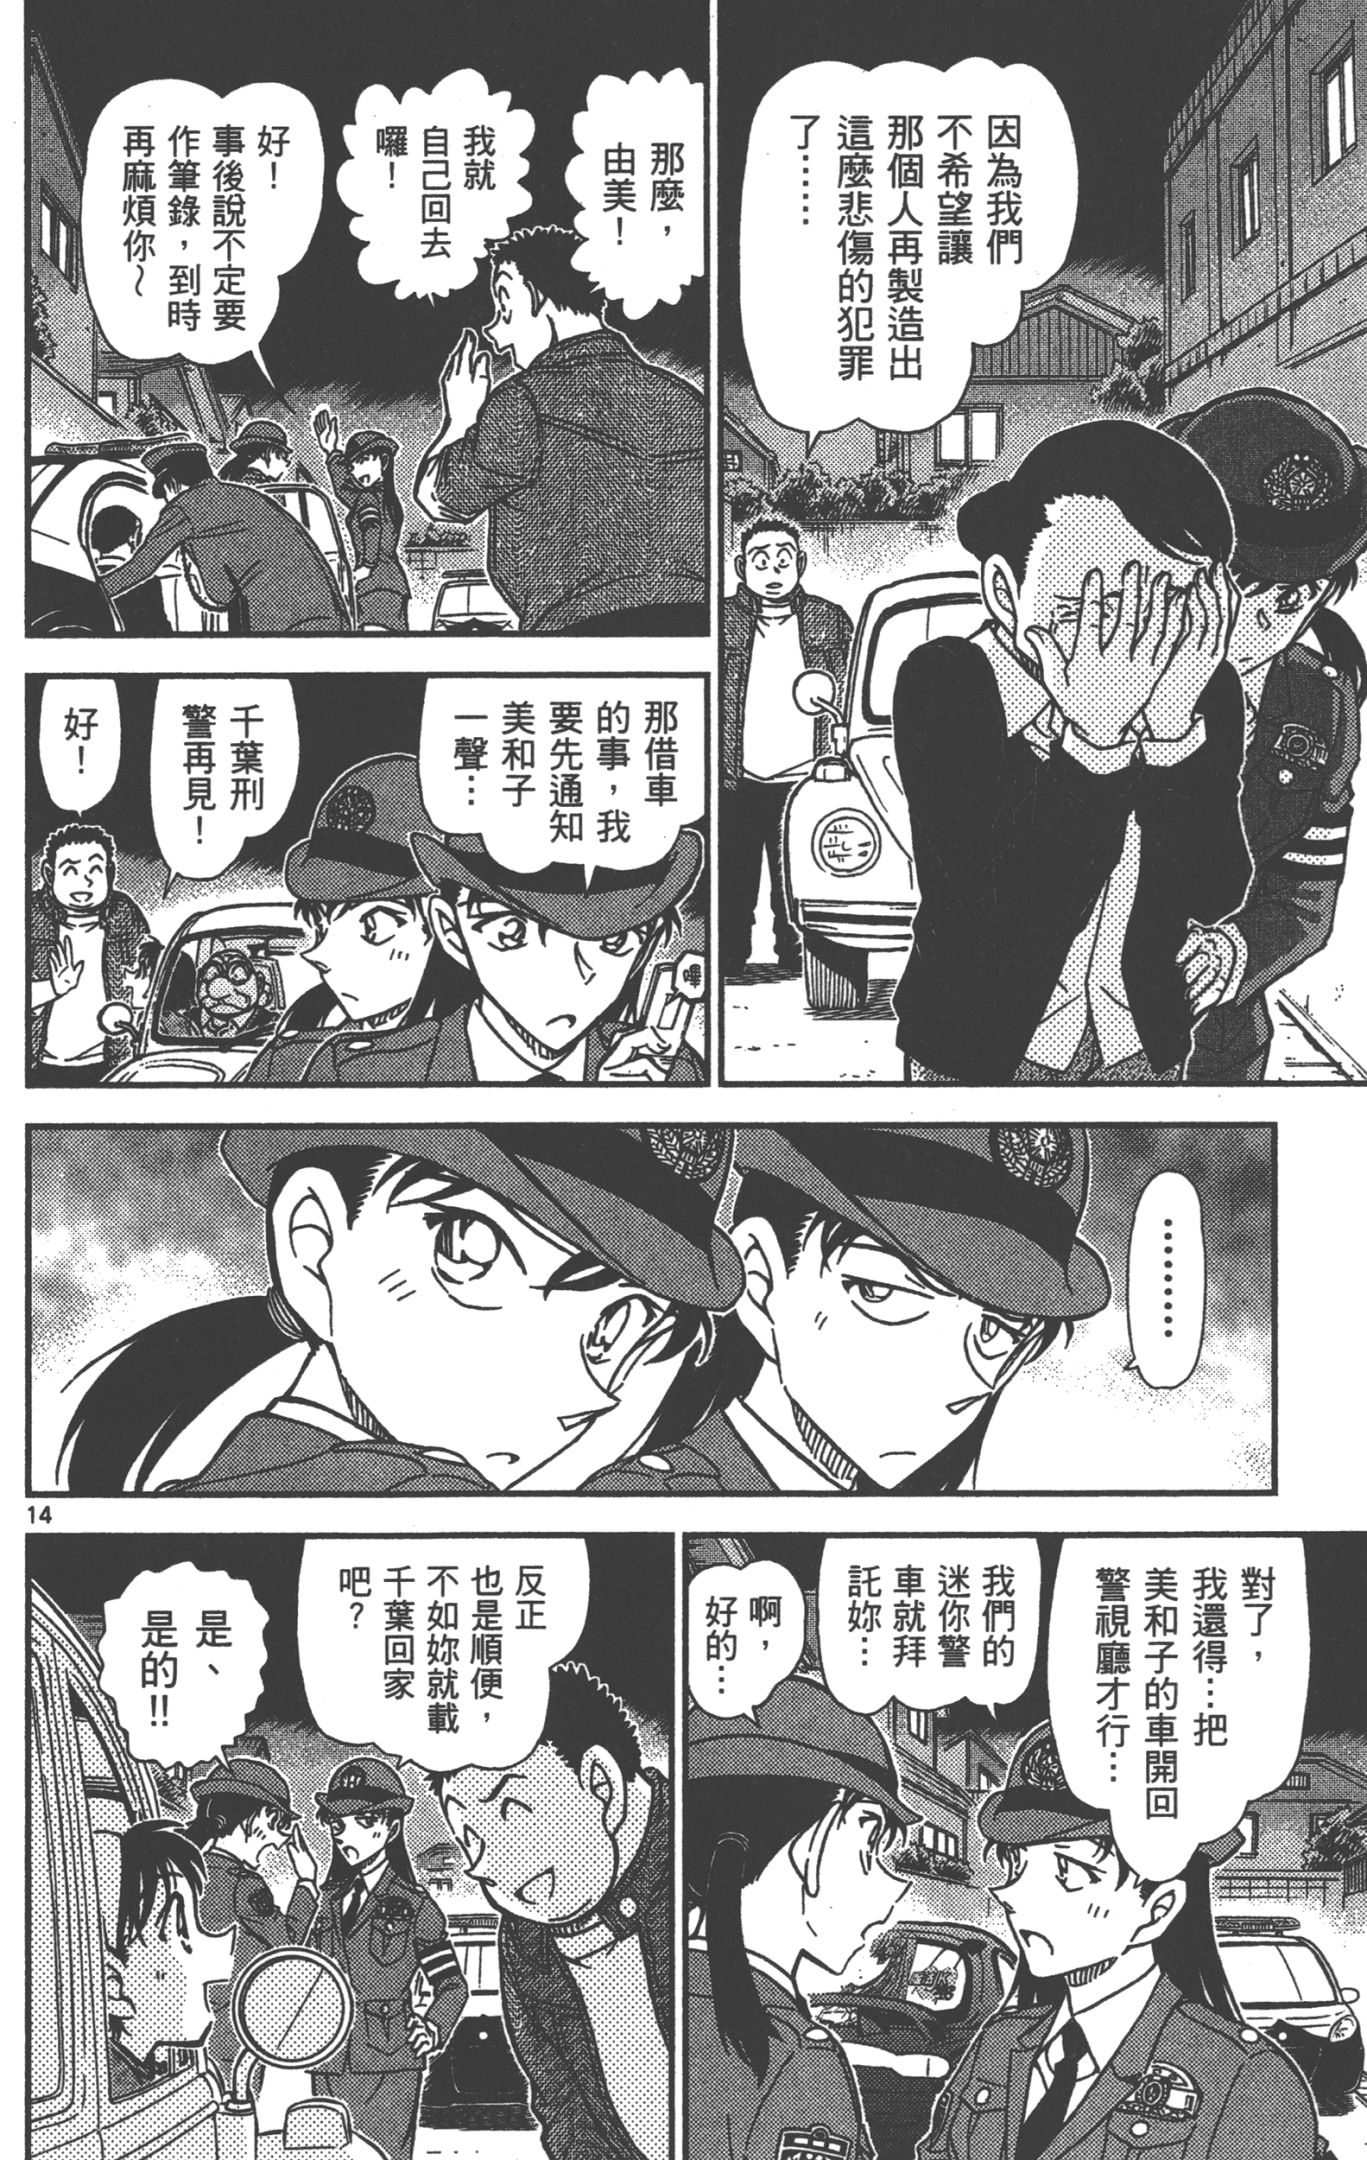 因為我們
不希望讓
那個人再製造出
這麼悲傷的犯罪
了……
那麼，
由美！
我就
自己回去
囉！
好！
事後說不定要
作筆錄，到時
再麻煩你～
那借車
的事，我
要先通知
美和子
一聲…
嗶
千葉刑
警再見！
好！
………
14
對了，
我還得…把
美和子的車開回
警視廳才行…
我們的
迷你警
車就拜
託妳…
啊，
好的…
反正
也是順便，
不如妳就載
千葉回家
吧？
是、
是的!!